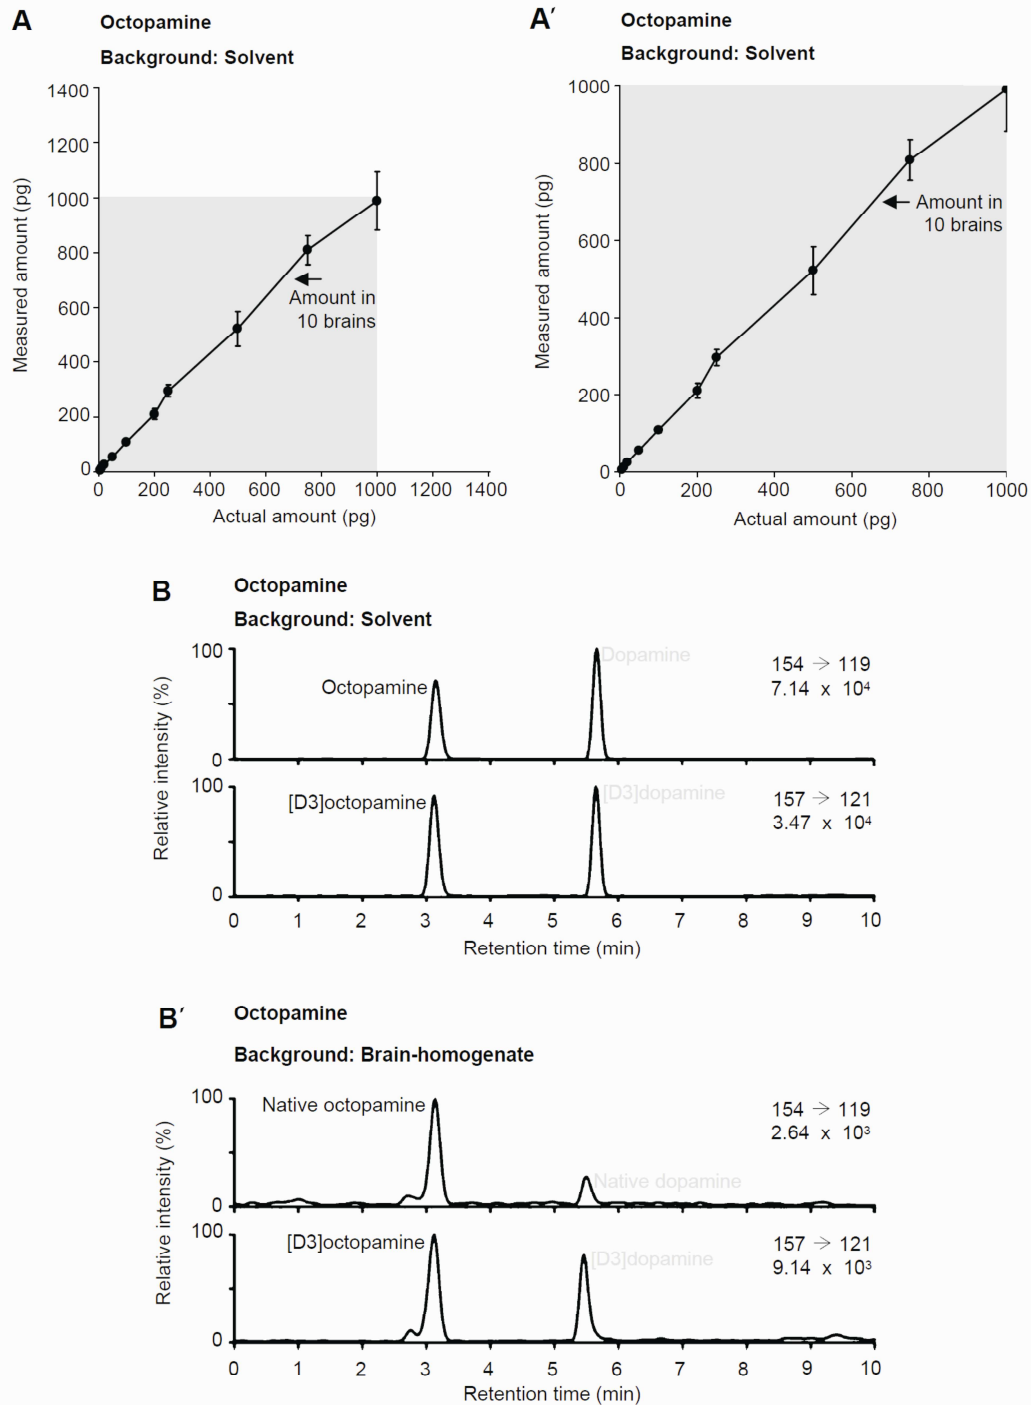 A
Octopamine
Background: Solvent
1400
1200
1000
800
600
400
200
0
Measured amount (pg)
Amount in
10 brains
0 200 400 600 800 1000 1200 1400
Actual amount (pg)
A′
Octopamine
Background: Solvent
1000
800
600
400
200
0
Measured amount (pg)
Amount in
10 brains
0 200 400 600 800 1000
Actual amount (pg)
B
Octopamine
Background: Solvent
Relative intensity (%)
100
0
Octopamine
Dopamine
154 → 119
7.14 x 10⁴
100
0
[D3]octopamine
[D3]dopamine
157 → 121
3.47 x 10⁴
0 1 2 3 4 5 6 7 8 9 10
Retention time (min)
B′
Octopamine
Background: Brain-homogenate
Relative intensity (%)
100
0
Native octopamine
Native dopamine
154 → 119
2.64 x 10³
100
0
[D3]octopamine
[D3]dopamine
157 → 121
9.14 x 10³
0 1 2 3 4 5 6 7 8 9 10
Retention time (min)